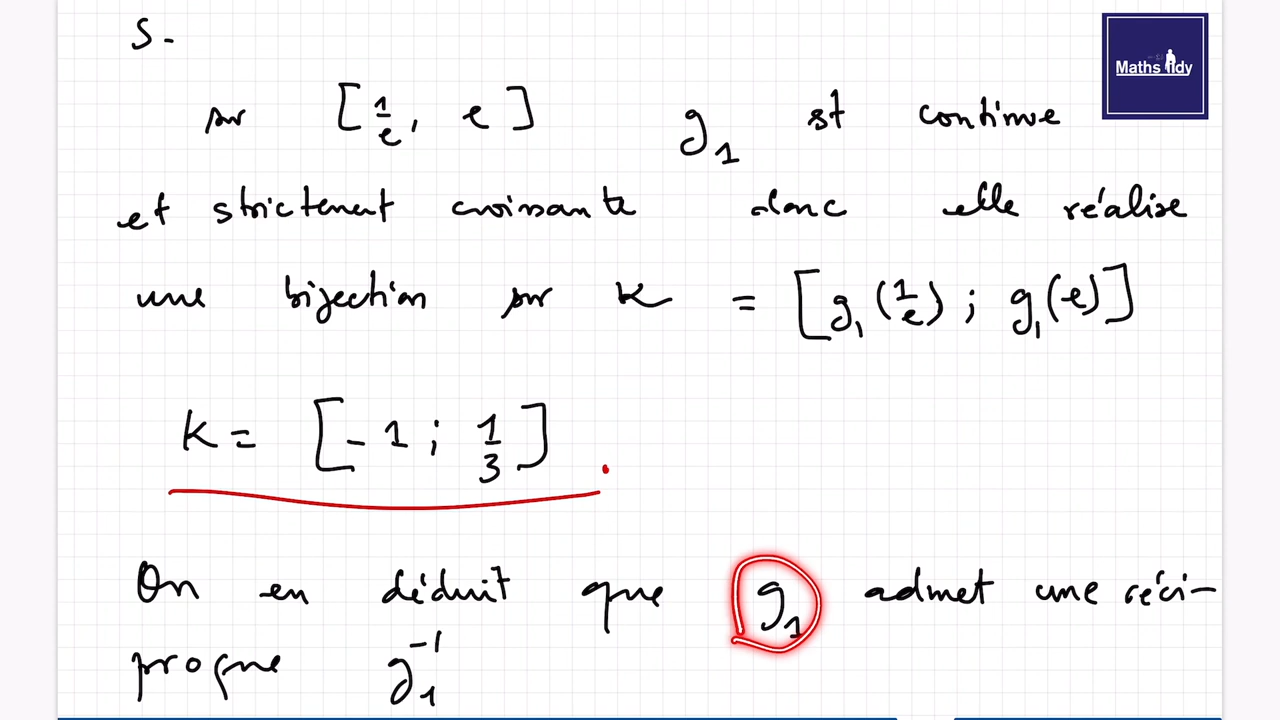 5-
Maths Tidy
sur [1/e, e] g₁ est continue
et strictement croissante donc elle réalise
une bijection sur K = [g₁(1/e) ; g₁(e)]
K = [-1 ; 1/3] .
On en déduit que g₁ admet une réci-
proque g₁⁻¹